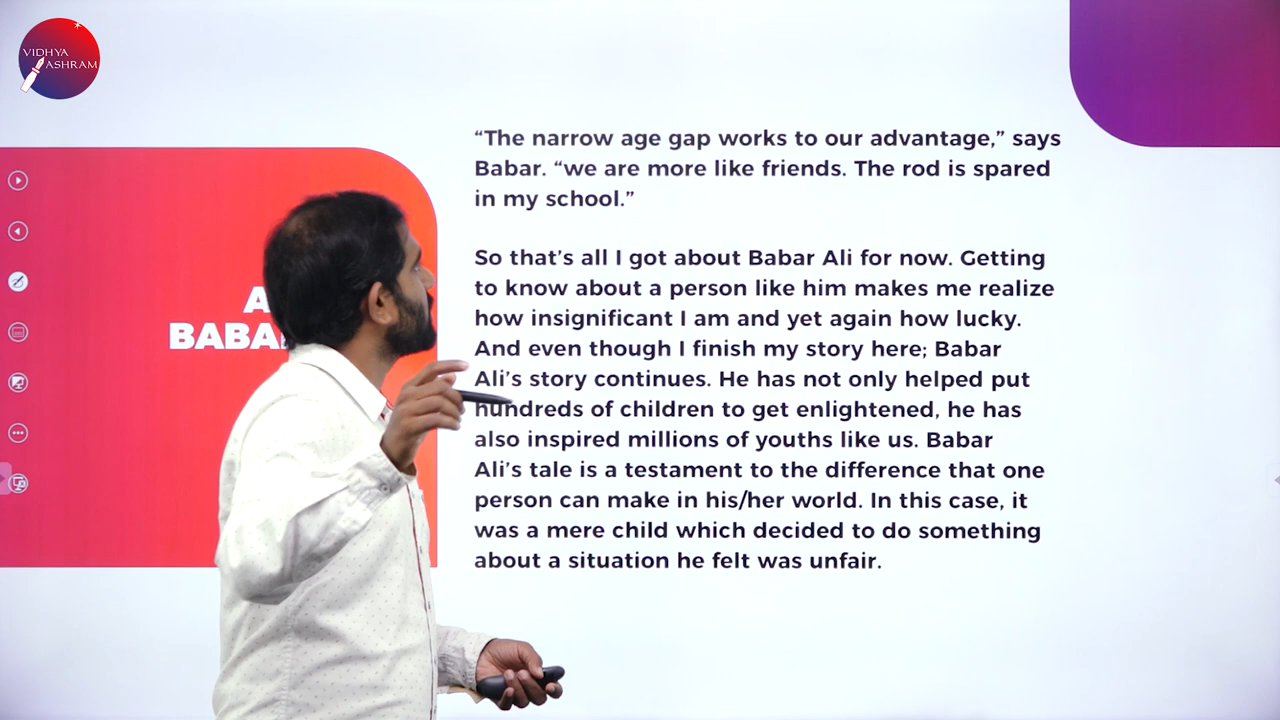 VIDHYA
ASHRAM
“The narrow age gap works to our advantage,” says
Babar. “we are more like friends. The rod is spared
in my school.”
So that’s all I got about Babar Ali for now. Getting
to know about a person like him makes me realize
how insignificant I am and yet again how lucky.
And even though I finish my story here; Babar
Ali’s story continues. He has not only helped put
hundreds of children to get enlightened, he has
also inspired millions of youths like us. Babar
Ali’s tale is a testament to the difference that one
person can make in his/her world. In this case, it
was a mere child which decided to do something
about a situation he felt was unfair.